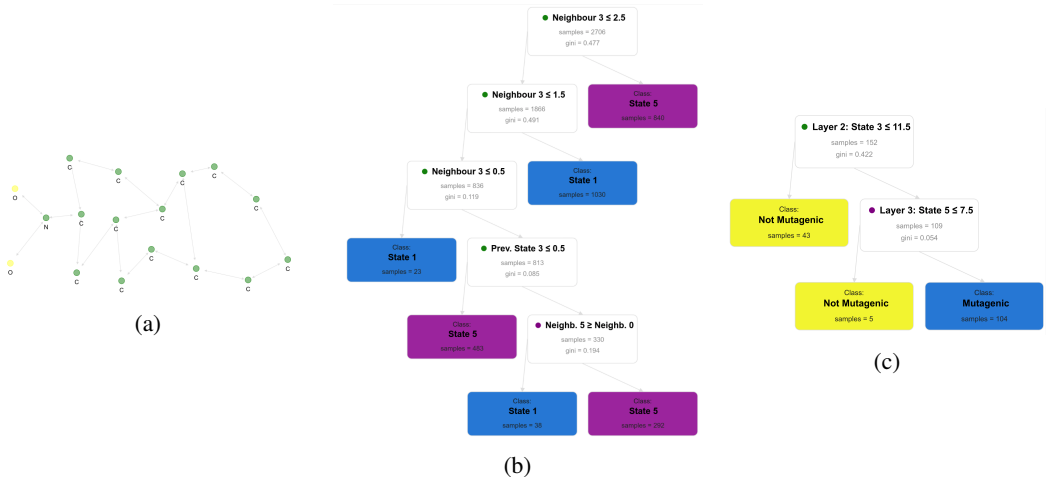 C
C
C
C
O
C
N
C
C
C
C
O
C
C
C
C
C
(a)
Neighbour 3 ≤ 2.5
samples = 2706
gini = 0.477
Neighbour 3 ≤ 1.5
samples = 1866
gini = 0.491
Class:
State 5
samples = 840
Neighbour 3 ≤ 0.5
samples = 836
gini = 0.119
Class:
State 1
samples = 1030
Class:
State 1
samples = 23
Prev. State 3 ≤ 0.5
samples = 813
gini = 0.085
Class:
State 5
samples = 483
Neighb. 5 ≥ Neighb. 0
samples = 330
gini = 0.194
Class:
State 1
samples = 38
Class:
State 5
samples = 292
(b)
Layer 2: State 3 ≤ 11.5
samples = 152
gini = 0.422
Class:
Not Mutagenic
samples = 43
Layer 3: State 5 ≤ 7.5
samples = 109
gini = 0.054
Class:
Not Mutagenic
samples = 5
Class:
Mutagenic
samples = 104
(c)